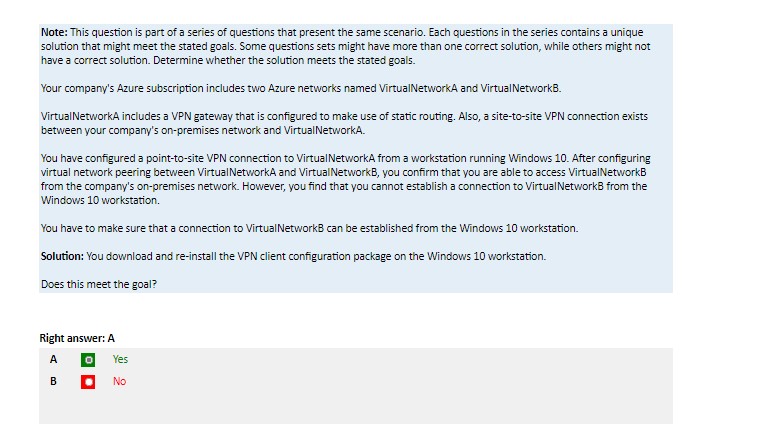 Note: This question is part of a series of questions that present the same scenario. Each questions in the series contains a unique
solution that might meet the stated goals. Some questions sets might have more than one correct solution, while others might not
have a correct solution. Determine whether the solution meets the stated goals.
Your company's Azure subscription includes two Azure networks named VirtualNetworkA and VirtualNetworkB.
VirtualNetworkA includes a VPN gateway that is configured to make use of static routing. Also, a site-to-site VPN connection exists
between your company's on-premises network and VirtualNetworkA.
You have configured a point-to-site VPN connection to VirtualNetworkA from a workstation running Windows 10. After configuring
virtual network peering between VirtualNetworkA and VirtualNetworkB, you confirm that you are able to access VirtualNetworkB
from the company's on-premises network. However, you find that you cannot establish a connection to VirtualNetworkB from the
Windows 10 workstation.
You have to make sure that a connection to VirtualNetworkB can be established from the Windows 10 workstation.
Solution: You download and re-install the VPN client configuration package on the Windows 10 workstation.
Does this meet the goal?
Right answer: A
A Yes
B No